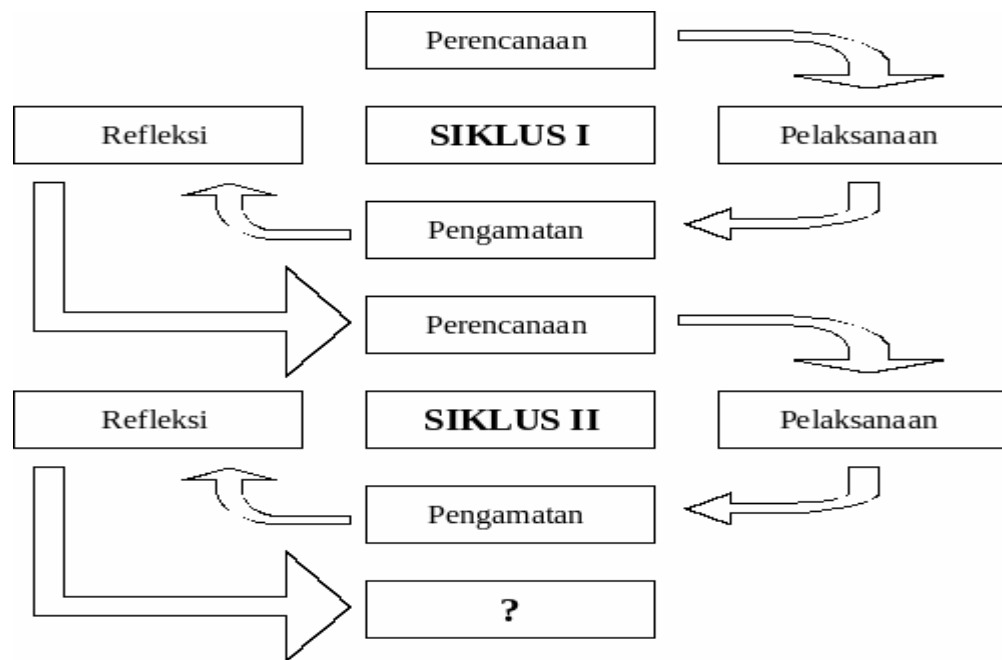 Perencanaan
Refleksi
SIKLUS I
Pelaksanaan
Pengamatan
Perencanaan
Refleksi
SIKLUS II
Pelaksanaan
Pengamatan
?